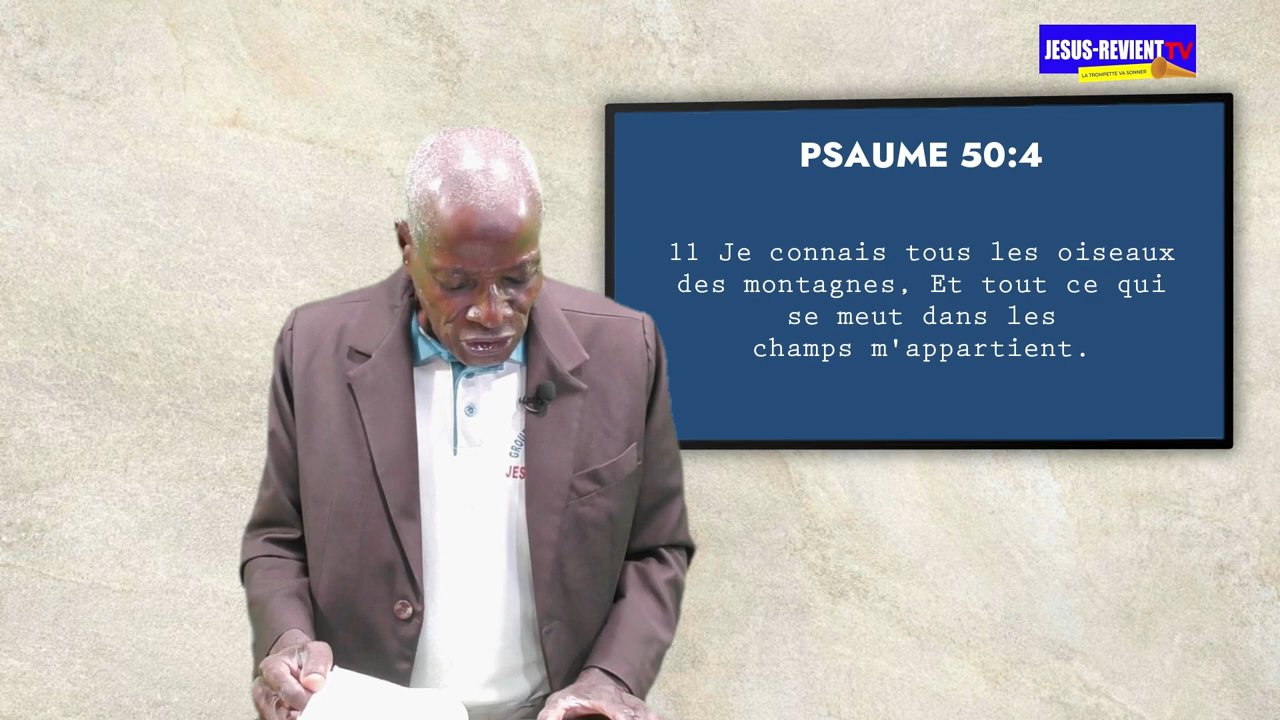 JESUS-REVIENT TV
LA TROMPETTE VA SONNER
PSAUME 50:4
11 Je connais tous les oiseaux
des montagnes, Et tout ce qui
se meut dans les
champs m'appartient.
JES